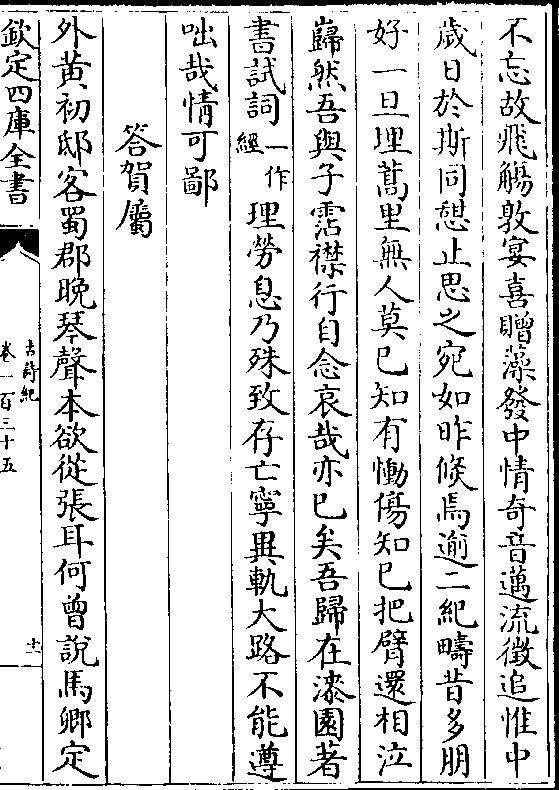 不忘故飛觴敦宴喜贈藻發中情奇音邁流徵追惟中
歲日於斯同憩止思之宛如昨倏焉逾二紀疇昔多朋
好一旦埋蒿里無人莫已知有慟傷知已把臂還相泣
巋然吾與子霑襟行自念哀哉亦已矣吾歸在漆園著
書試詞一作經理勞息乃殊致存亡寧異軌大路不能遵
咄哉情可鄙
答賀屬
外黄初邸客蜀郡晚琴聲本欲從張耳何曾說馬卿定
欽定四庫全書
古詩紀
卷一百三十五
十一